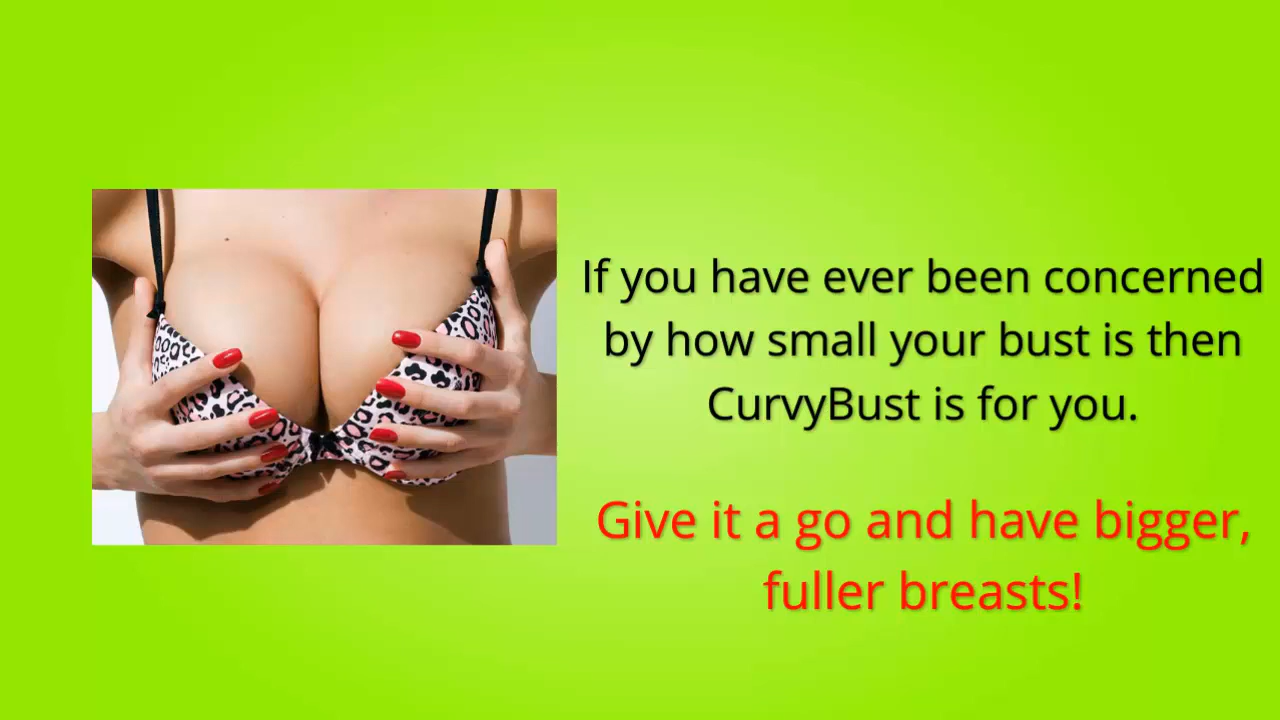 If you have ever been concerned
by how small your bust is then
CurvyBust is for you.
Give it a go and have bigger,
fuller breasts!